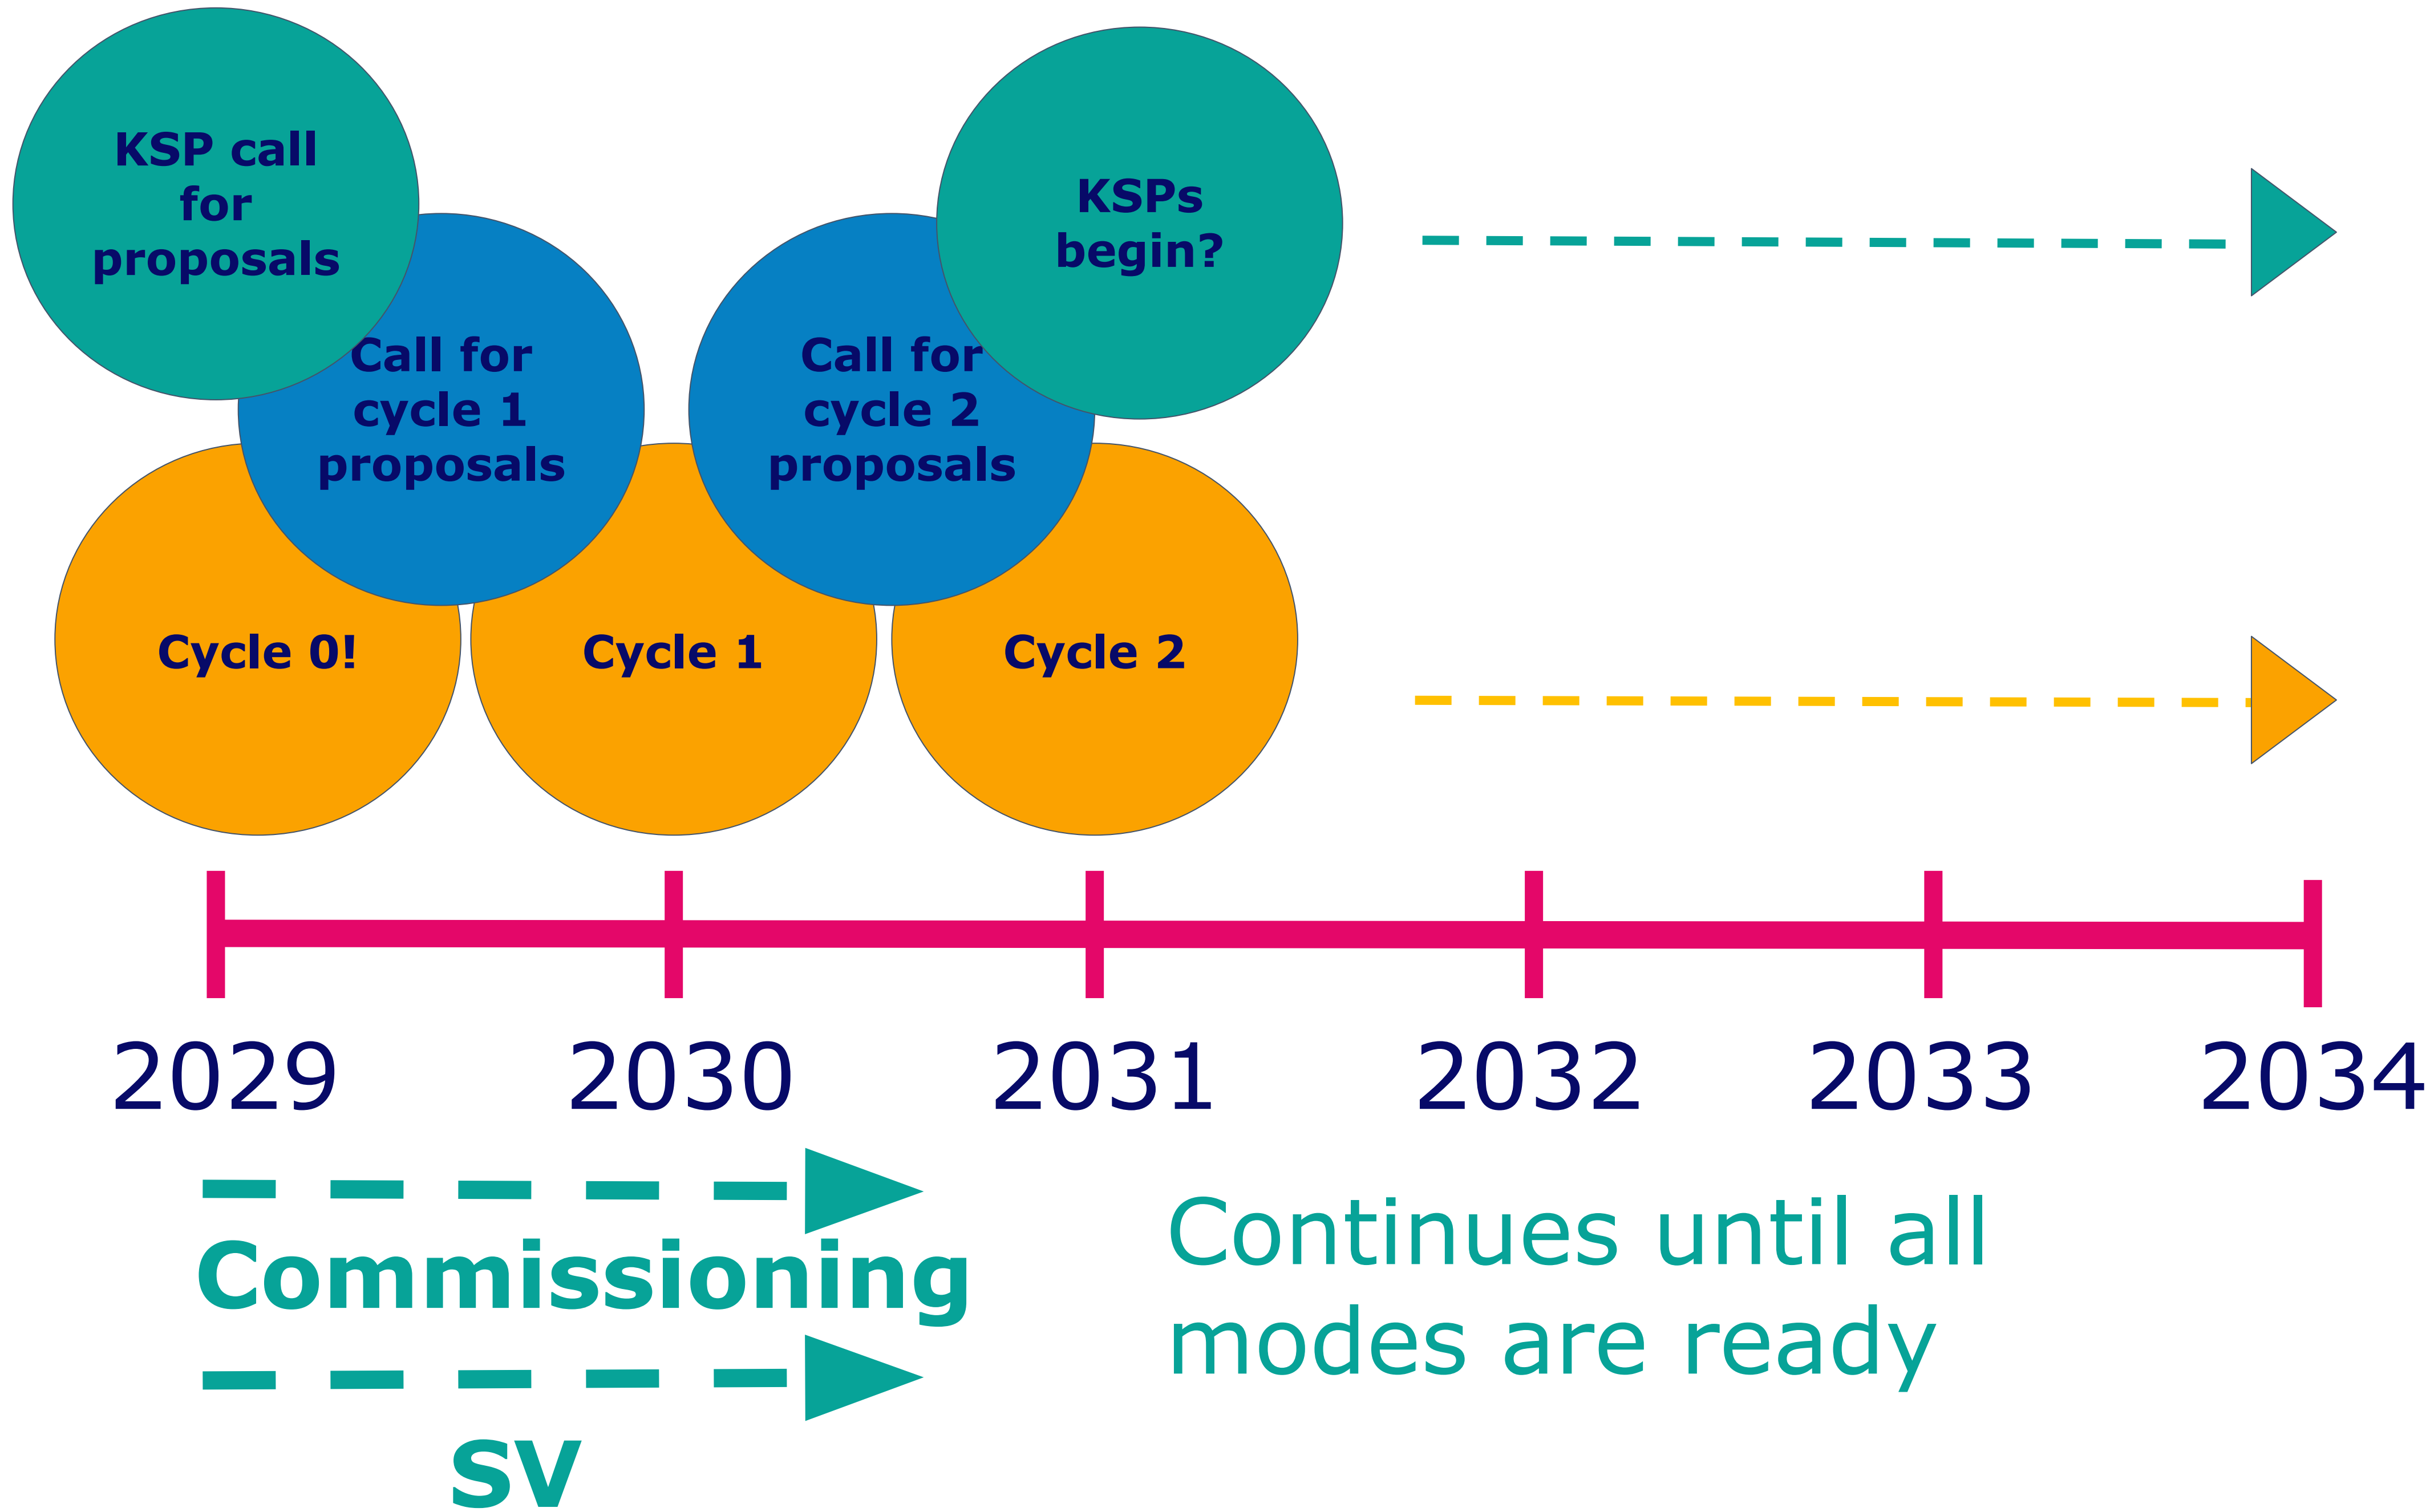 KSP call
for
proposals
Call for
cycle 1
proposals
Call for
cycle 2
proposals
KSPs
begin?
Cycle 0!
Cycle 1
Cycle 2
2029
2030
2031
2032
2033
2034
Commissioning
SV
Continues until all
modes are ready